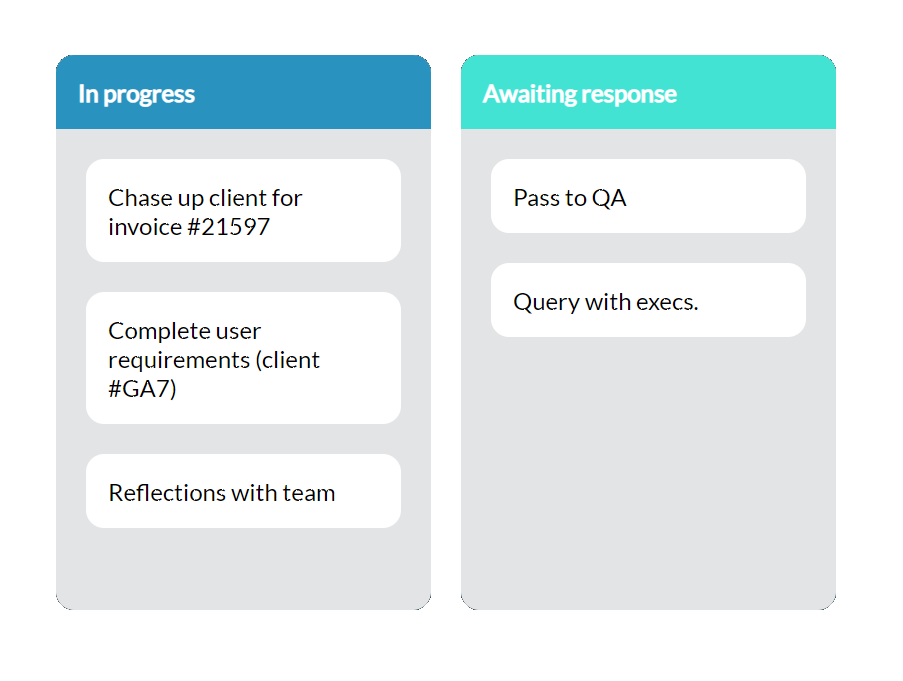 In progress
Chase up client for
invoice #21597
Complete user
requirements (client
#GA7)
Reflections with team
Awaiting response
Pass to QA
Query with execs.